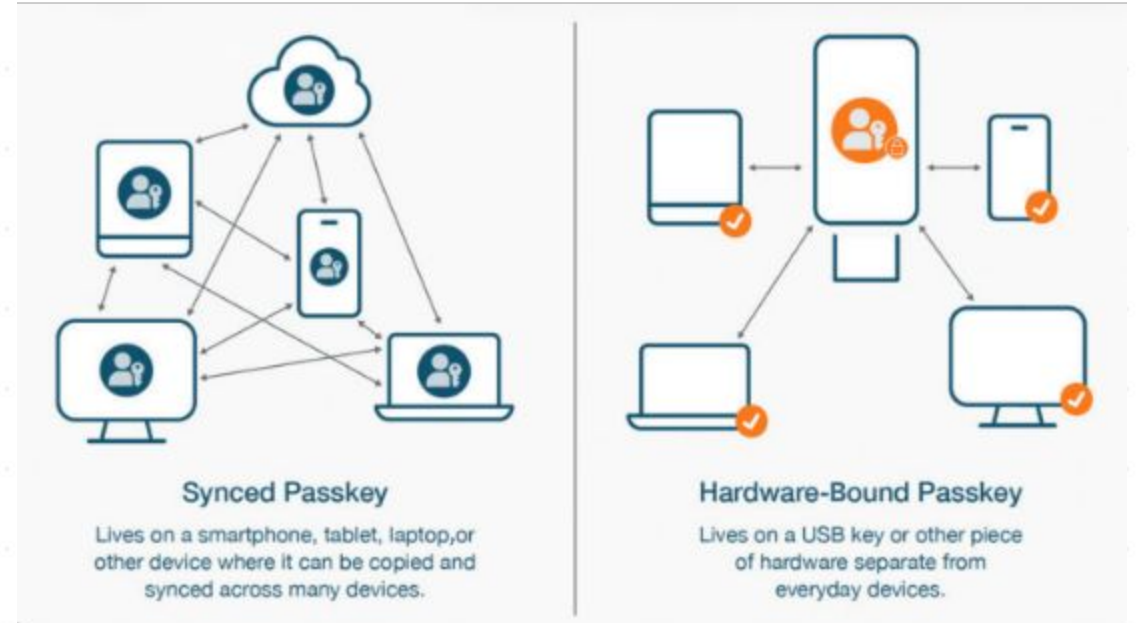 Synced Passkey
Lives on a smartphone, tablet, laptop,or
other device where it can be copied and
synced across many devices.
Hardware-Bound Passkey
Lives on a USB key or other piece
of hardware separate from
everyday devices.